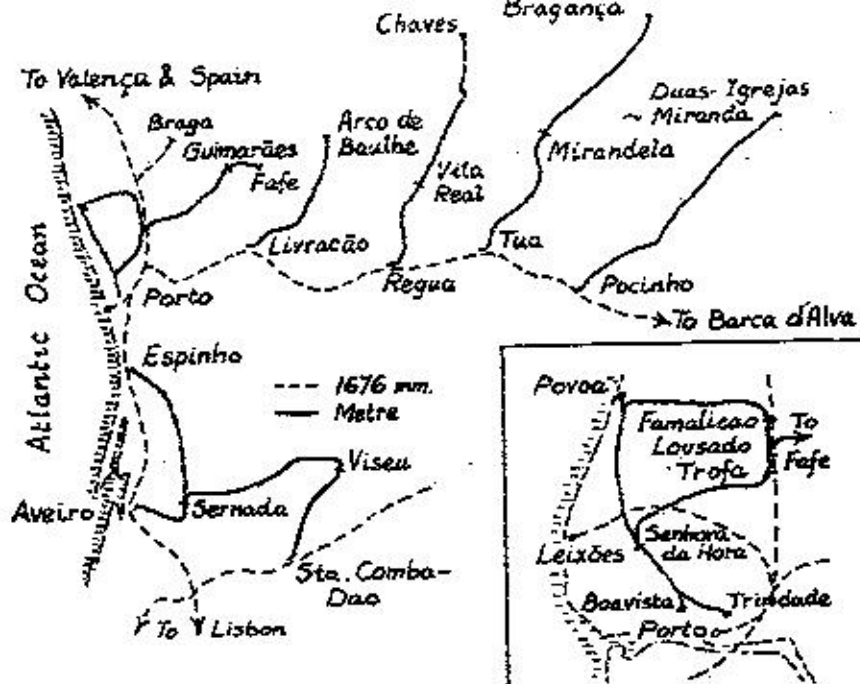 Chaves
Bragança
To Valença & Spain
Braga
Guimarães
Fafe
Arco de
Baulhe
Vila
Real
Mirandela
Duas-Igrejas
~ Miranda
Atlantic Ocean
Porto
Livracão
Regua
Tua
Pocinho
To Barca d'Alva
Espinho
1676 mm.
Metre
Aveiro
Sernada
Viseu
Sta. Comba-
Dao
To Lisbon
Povoa
Famalicao
Lousado
Trofa
To
Fafe
Leixões
Senhora
da Hora
Boavista
Trindade
Porto